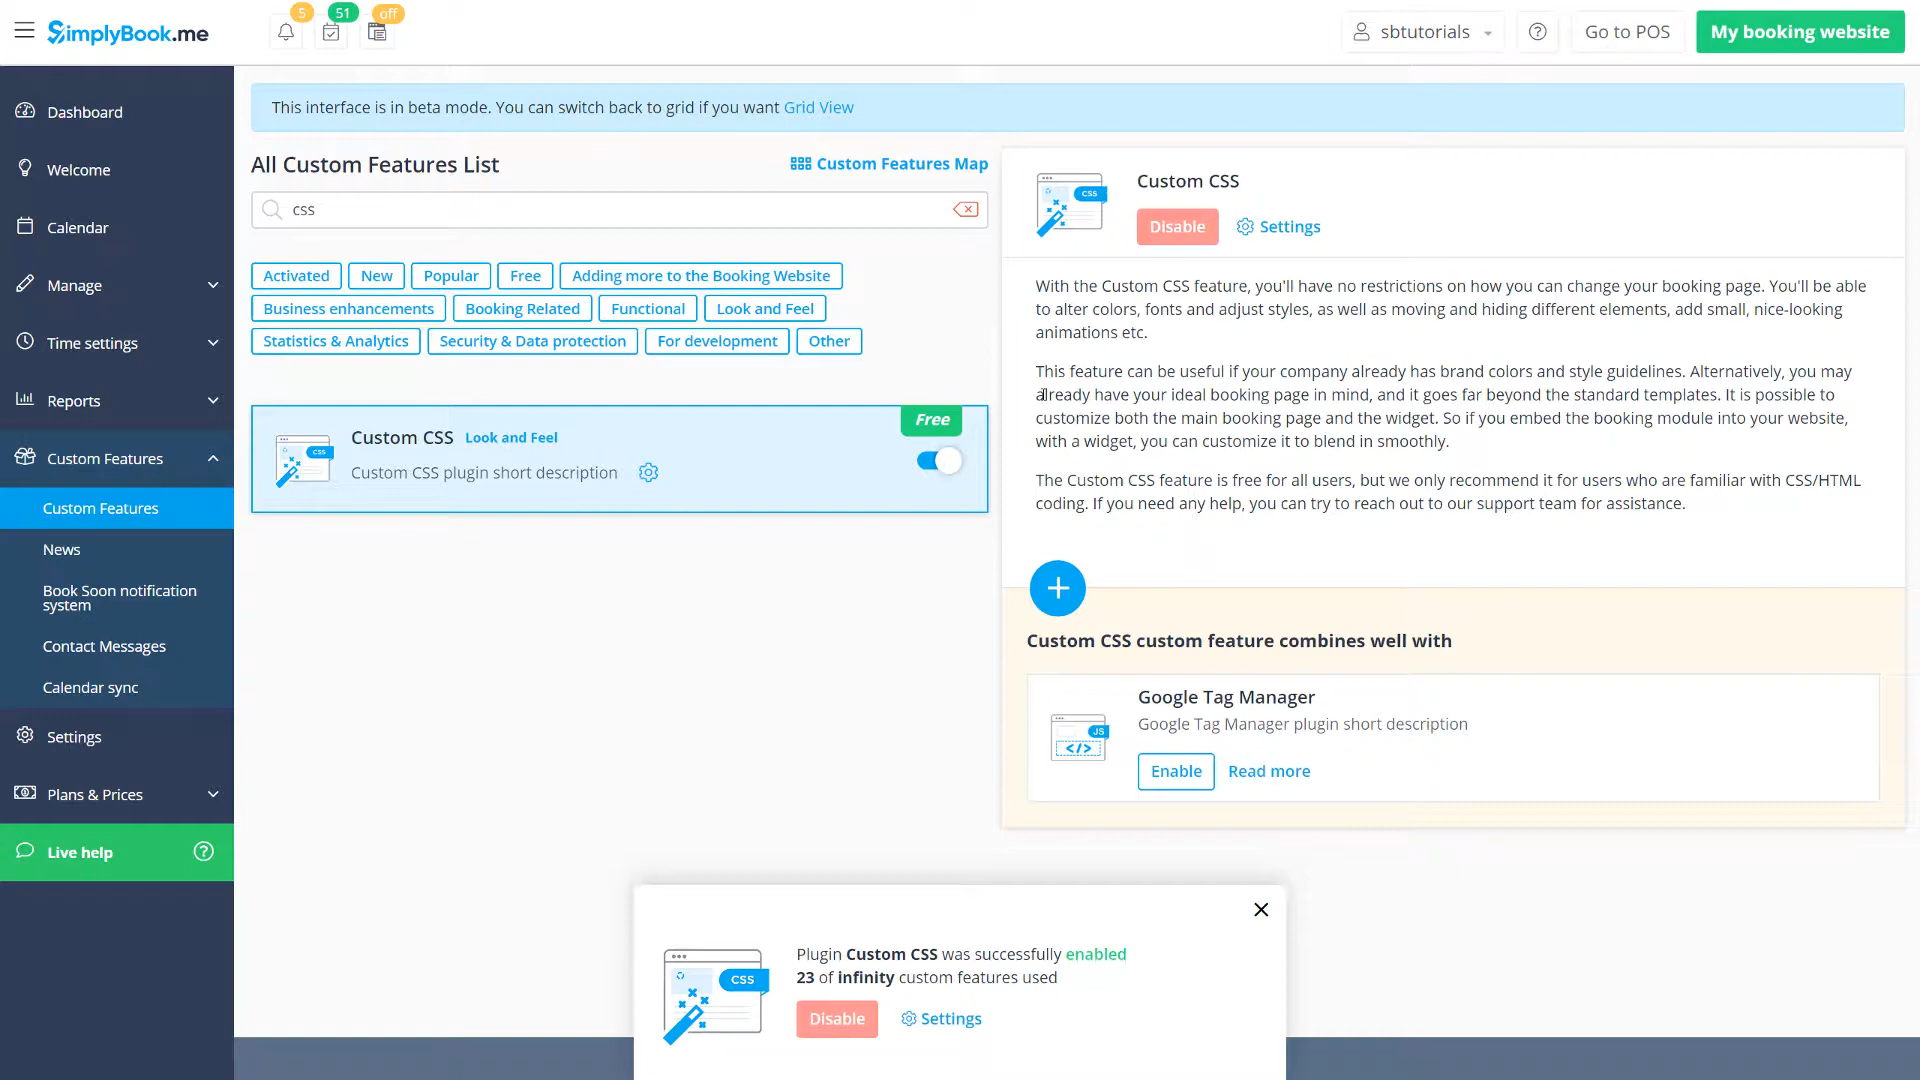 SimplyBook.me
5
51
off
sbtutorials
Go to POS
My booking website
Dashboard
Welcome
Calendar
Manage
Time settings
Reports
Custom Features
Custom Features
News
Book Soon notification
system
Contact Messages
Calendar sync
Settings
Plans & Prices
Live help
This interface is in beta mode. You can switch back to grid if you want Grid View
All Custom Features List
Custom Features Map
css
Activated
New
Popular
Free
Adding more to the Booking Website
Business enhancements
Booking Related
Functional
Look and Feel
Statistics & Analytics
Security & Data protection
For development
Other
Free
CSS
Custom CSS Look and Feel
Custom CSS plugin short description
CSS
Custom CSS
Disable
Settings
With the Custom CSS feature, you'll have no restrictions on how you can change your booking page. You'll be able
to alter colors, fonts and adjust styles, as well as moving and hiding different elements, add small, nice-looking
animations etc.
This feature can be useful if your company already has brand colors and style guidelines. Alternatively, you may
already have your ideal booking page in mind, and it goes far beyond the standard templates. It is possible to
customize both the main booking page and the widget. So if you embed the booking module into your website,
with a widget, you can customize it to blend in smoothly.
The Custom CSS feature is free for all users, but we only recommend it for users who are familiar with CSS/HTML
coding. If you need any help, you can try to reach out to our support team for assistance.
Custom CSS custom feature combines well with
JS
</>
Google Tag Manager
Google Tag Manager plugin short description
Enable
Read more
CSS
Plugin Custom CSS was successfully enabled
23 of infinity custom features used
Disable
Settings